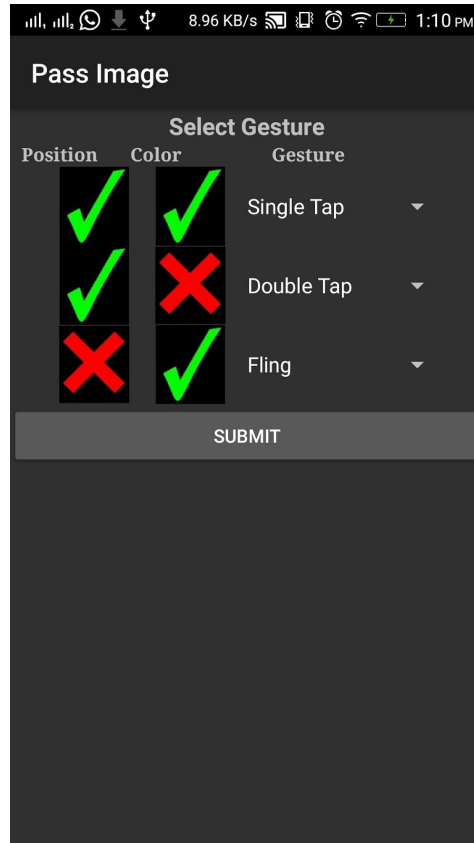 8.96 KB/s 1:10 PM
Pass Image
Select Gesture
Position Color Gesture
Single Tap
Double Tap
Fling
SUBMIT